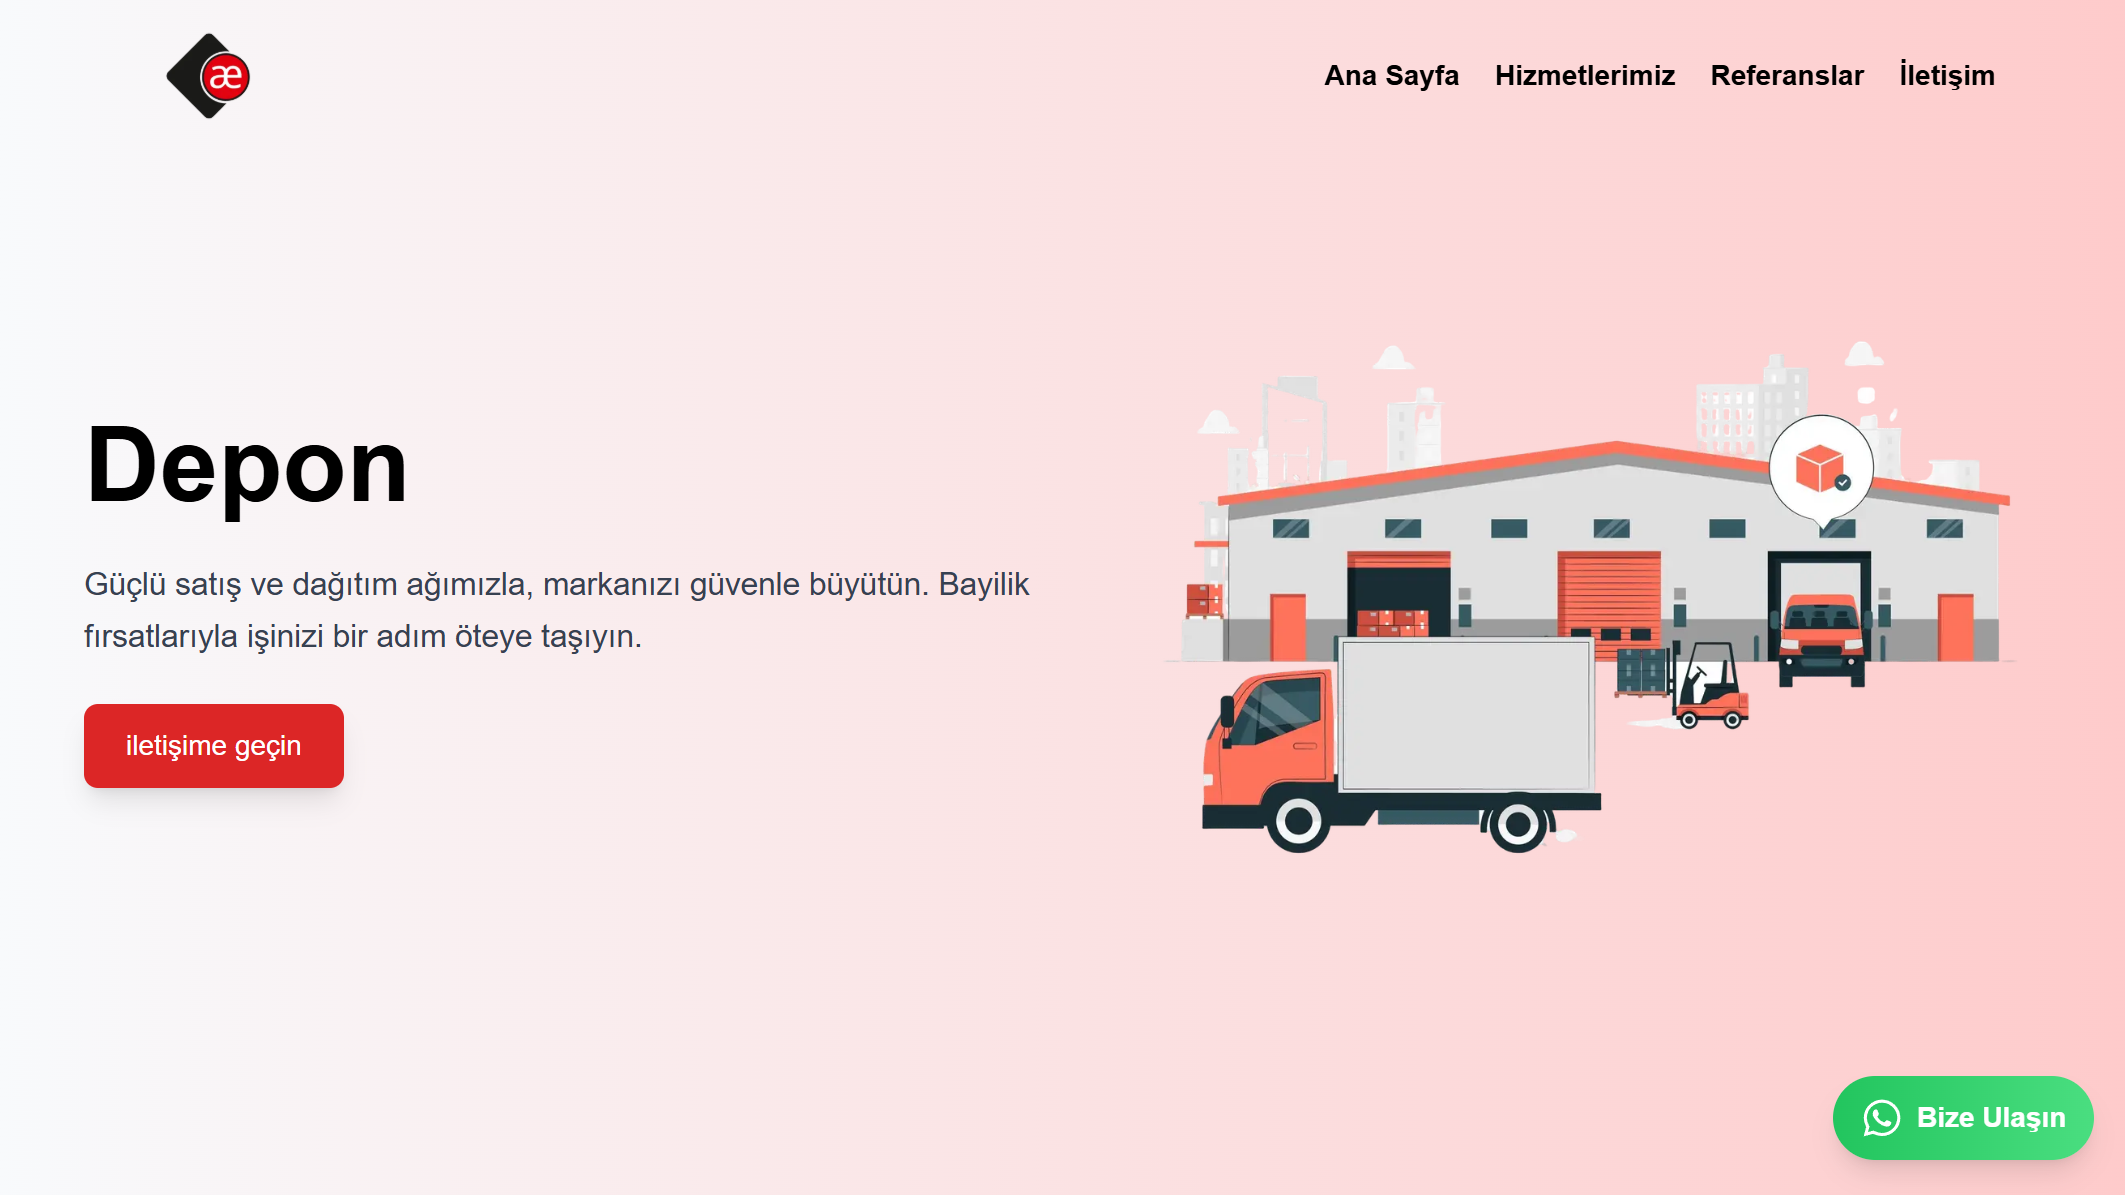 æ
Ana Sayfa Hizmetlerimiz Referanslar İletişim
Depon
Güçlü satış ve dağıtım ağımızla, markanızı güvenle büyütün. Bayilik
fırsatlarıyla işinizi bir adım öteye taşıyın.
iletişime geçin
Bize Ulaşın